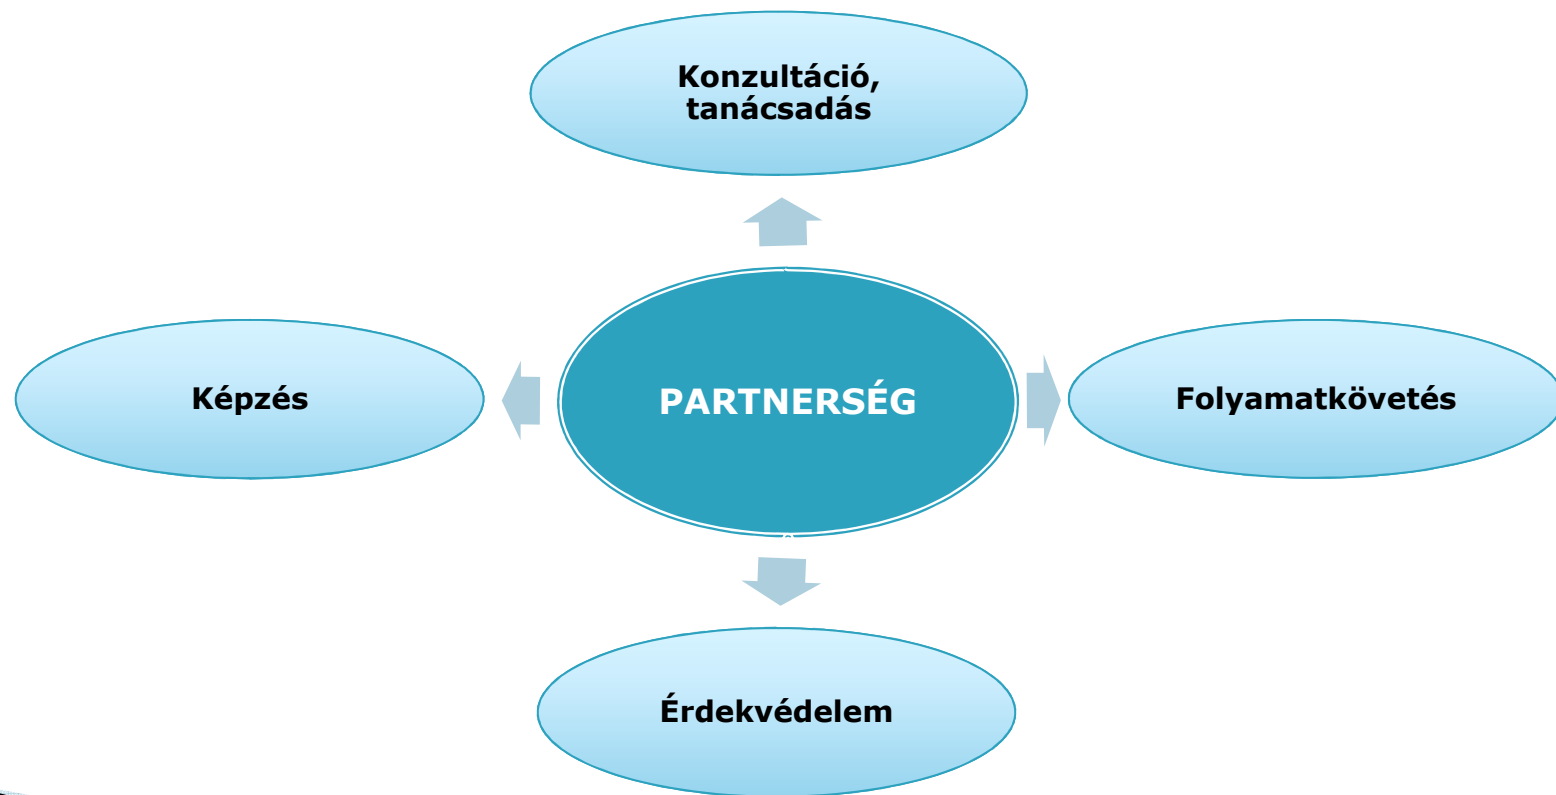 Konzultáció,
tanácsadás
Képzés
PARTNERSÉG
Folyamatkövetés
Érdekvédelem